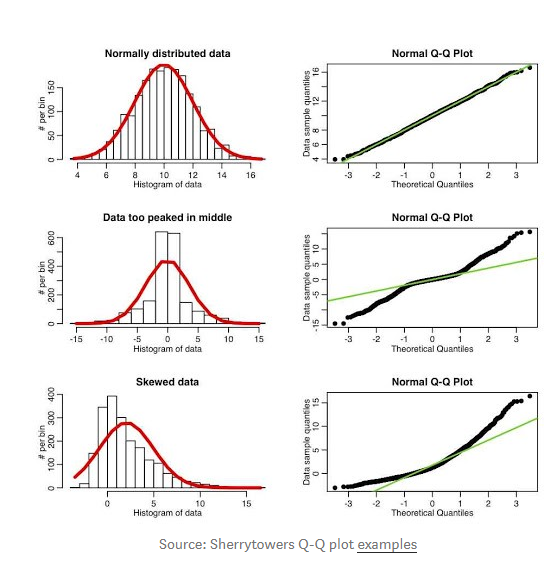 Normally distributed data
# per bin
0 50 100 150
4 6 8 10 12 14 16
Histogram of data
Normal Q-Q Plot
Data sample quantiles
4 6 8 12 16
-3 -2 -1 0 1 2 3
Theoretical Quantiles
Data too peaked in middle
# per bin
0 200 400 600
-15 -10 -5 0 5 10 15
Histogram of data
Normal Q-Q Plot
Data sample quantiles
-15 -5 0 5 10
-3 -2 -1 0 1 2 3
Theoretical Quantiles
Skewed data
# per bin
0 100 200 300 400
0 5 10 15
Histogram of data
Normal Q-Q Plot
Data sample quantiles
0 5 10 15
-3 -2 -1 0 1 2 3
Theoretical Quantiles
Source: Sherrytowers Q-Q plot examples